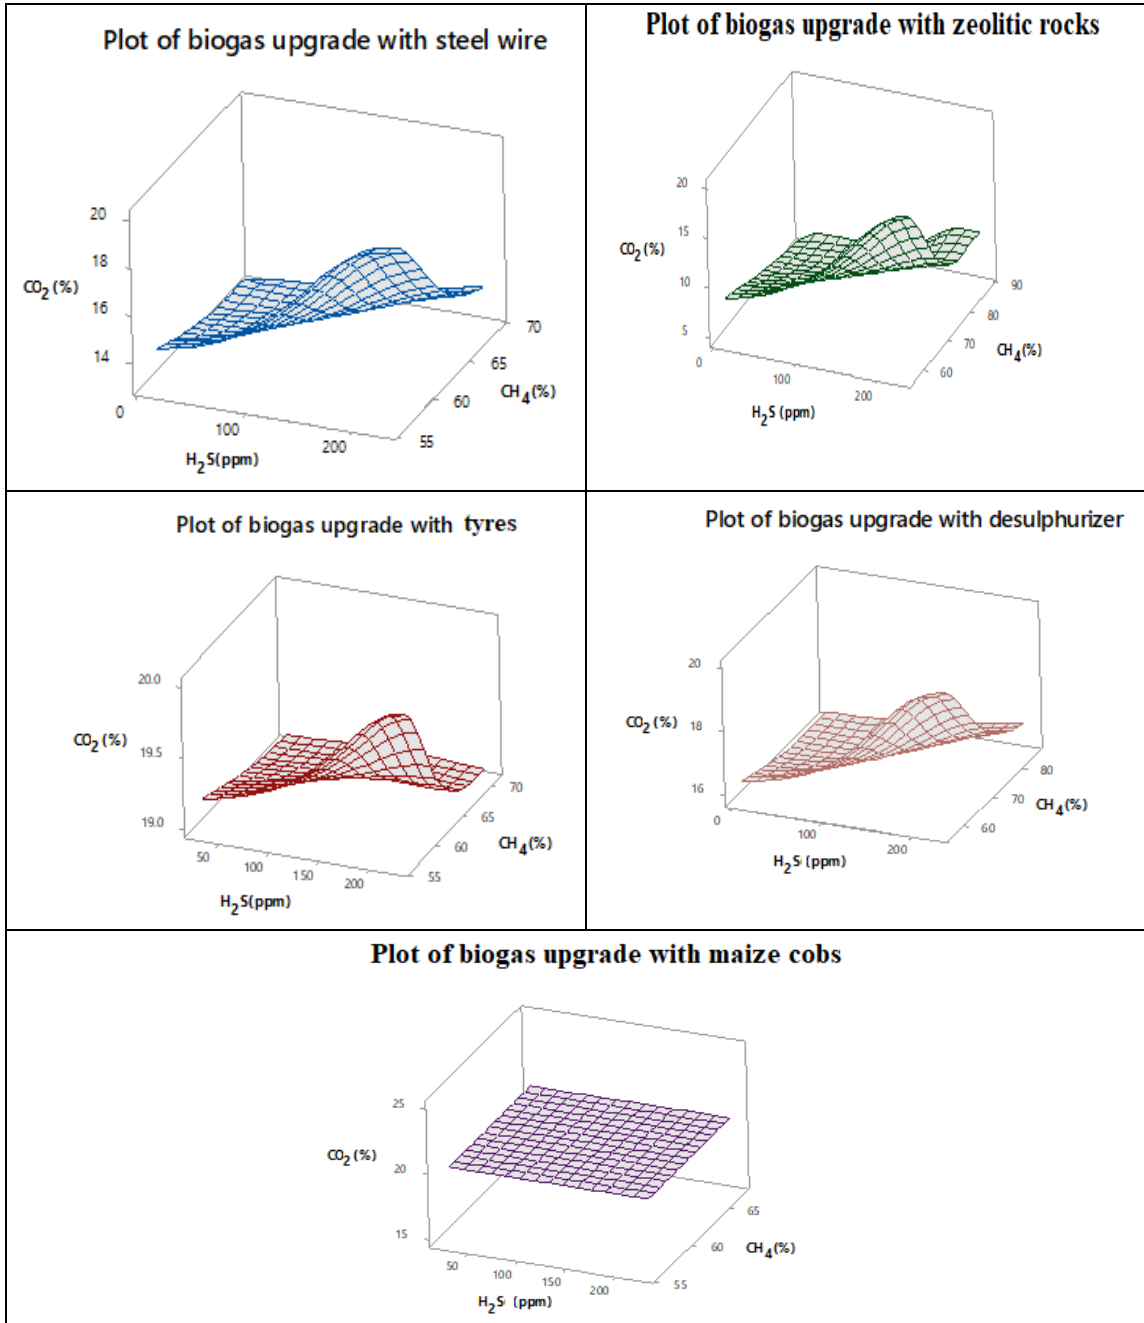 Plot of biogas upgrade with steel wire
20
18
CO2 (%)
16
14
0
100
200
H2S(ppm)
55
60
65
70
CH4(%)
Plot of biogas upgrade with zeolitic rocks
20
15
CO2 (%)
10
5
0
100
200
H2S (ppm)
60
70
80
90
CH4(%)
Plot of biogas upgrade with tyres
20.0
CO2 (%)
19.5
19.0
50
100
150
200
H2S(ppm)
55
60
65
70
CH4(%)
Plot of biogas upgrade with desulphurizer
20
CO2 (%)
18
16
0
100
200
H2S (ppm)
60
70
80
CH4(%)
Plot of biogas upgrade with maize cobs
25
CO2 (%)
20
15
50
100
150
200
H2S (ppm)
55
60
65
CH4(%)